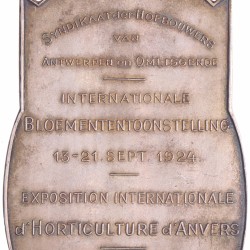 SYNDIKAAT DER HOFBOUWERS
VAN
ANTWERPEN EN OMLIGGENDE
INTERNATIONALE
BLOEMENTENTOONSTELLING
13-21. SEPT. 1924.
EXPOSITION INTERNATIONALE
d'HORTICULTURE d'ANVERS